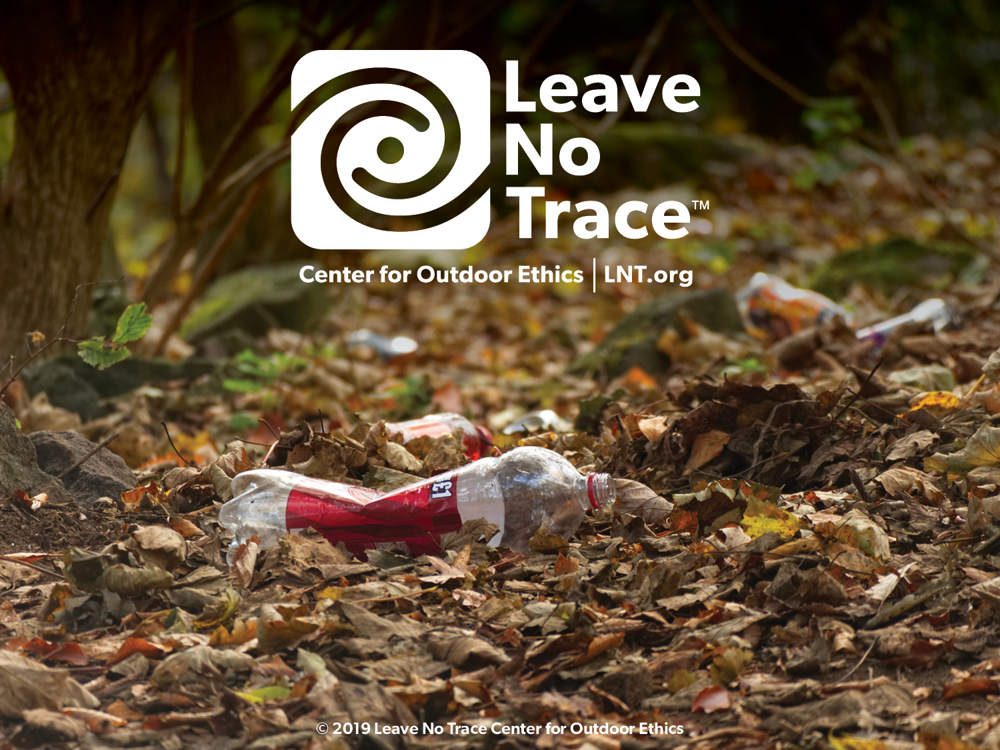 Leave
No
Trace™
Center for Outdoor Ethics | LNT.org
© 2019 Leave No Trace Center for Outdoor Ethics